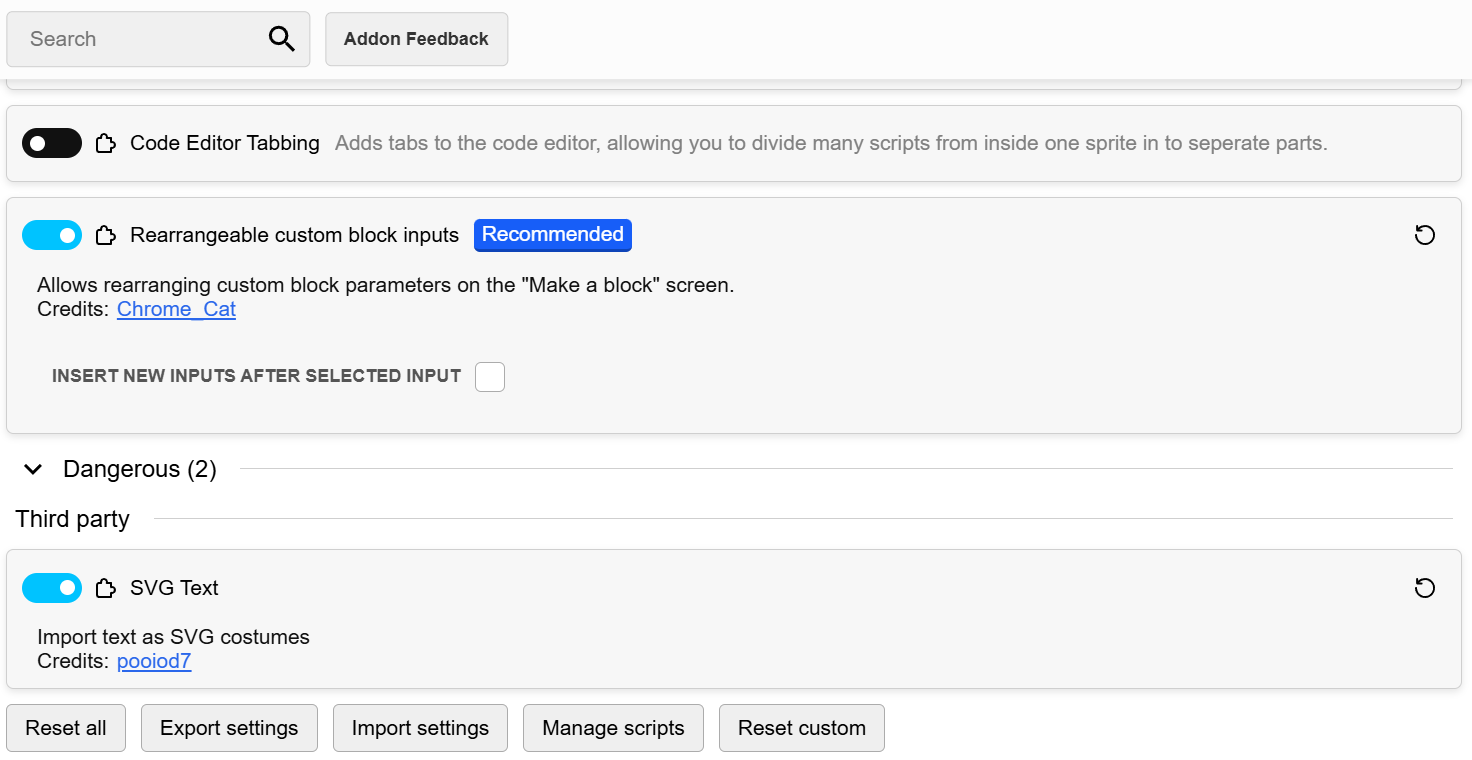 Search
Addon Feedback
Code Editor Tabbing Adds tabs to the code editor, allowing you to divide many scripts from inside one sprite in to seperate parts.
Rearrangeable custom block inputs Recommended
Allows rearranging custom block parameters on the "Make a block" screen.
Credits: Chrome_Cat
INSERT NEW INPUTS AFTER SELECTED INPUT
Dangerous (2)
Third party
SVG Text
Import text as SVG costumes
Credits: pooiod7
Reset all
Export settings
Import settings
Manage scripts
Reset custom